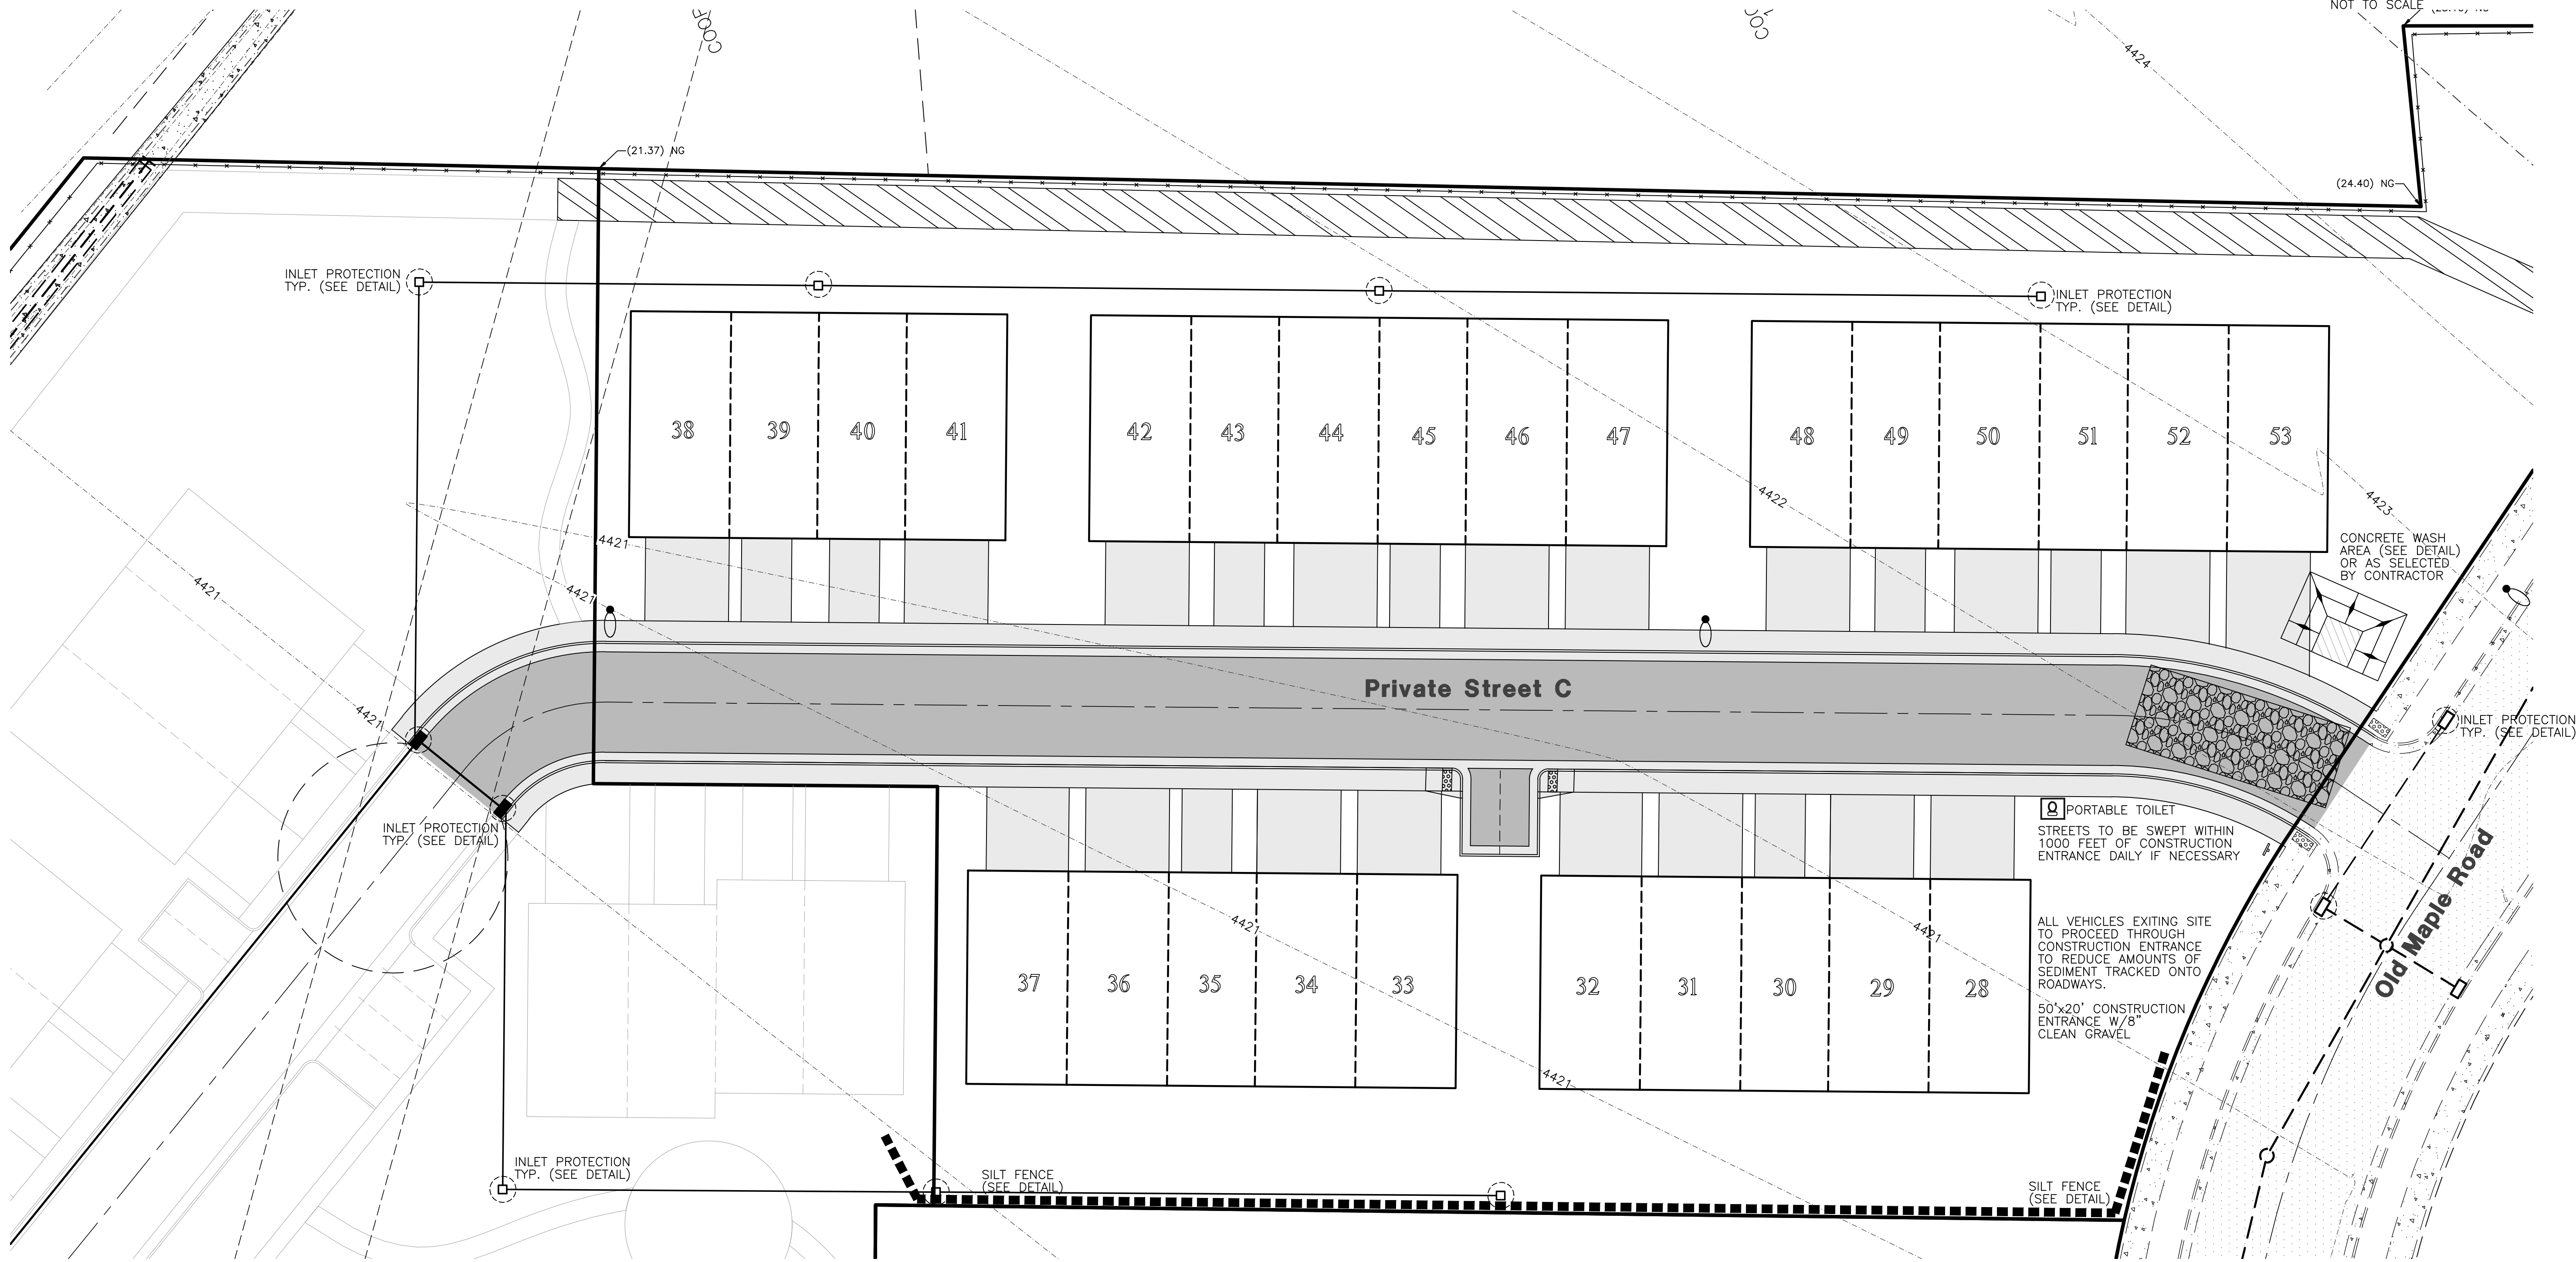 NOT TO SCALE
4424
(21.37) NG
(24.40) NG
INLET PROTECTION
TYP. (SEE DETAIL)
INLET PROTECTION
TYP. (SEE DETAIL)
38 39 40 41 42 43 44 45 46 47 48 49 50 51 52 53
4422
4423
4421
4421
4421
4421
CONCRETE WASH
AREA (SEE DETAIL)
OR AS SELECTED
BY CONTRACTOR
Private Street C
INLET PROTECTION
TYP. (SEE DETAIL)
INLET PROTECTION
TYP. (SEE DETAIL)
PORTABLE TOILET
STREETS TO BE SWEPT WITHIN
1000 FEET OF CONSTRUCTION
ENTRANCE DAILY IF NECESSARY
Old Maple Road
4421
4421
ALL VEHICLES EXITING SITE
TO PROCEED THROUGH
CONSTRUCTION ENTRANCE
TO REDUCE AMOUNTS OF
SEDIMENT TRACKED ONTO
ROADWAYS.
37 36 35 34 33 32 31 30 29 28
50'x20' CONSTRUCTION
ENTRANCE W/8"
CLEAN GRAVEL
4421
INLET PROTECTION
TYP. (SEE DETAIL)
SILT FENCE
(SEE DETAIL)
SILT FENCE
(SEE DETAIL)